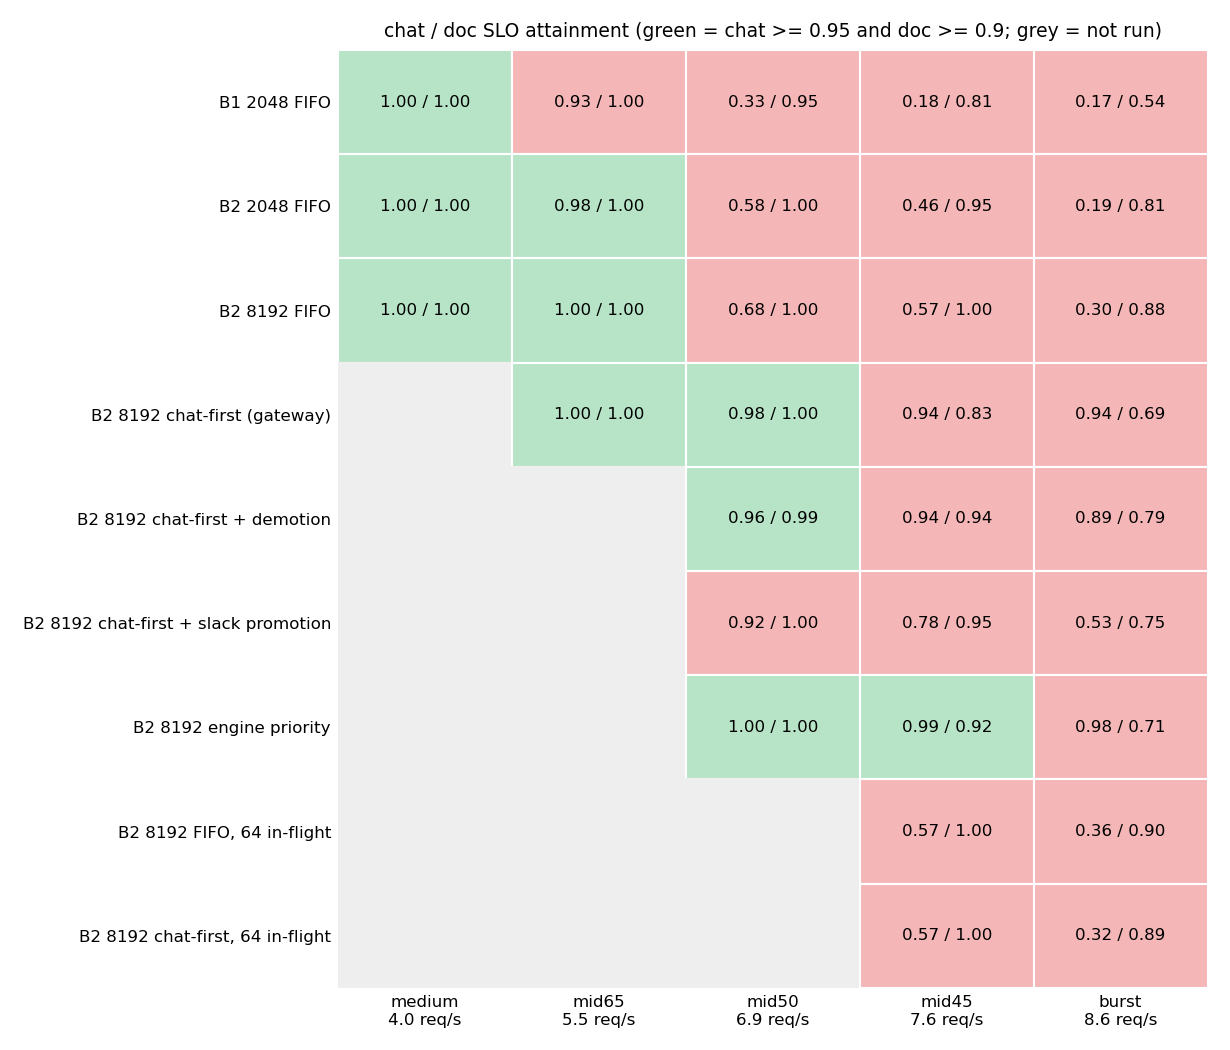 chat / doc SLO attainment (green = chat >= 0.95 and doc >= 0.9; grey = not run)
B1 2048 FIFO 1.00 / 1.00 0.93 / 1.00 0.33 / 0.95 0.18 / 0.81 0.17 / 0.54
B2 2048 FIFO 1.00 / 1.00 0.98 / 1.00 0.58 / 1.00 0.46 / 0.95 0.19 / 0.81
B2 8192 FIFO 1.00 / 1.00 1.00 / 1.00 0.68 / 1.00 0.57 / 1.00 0.30 / 0.88
B2 8192 chat-first (gateway) 1.00 / 1.00 0.98 / 1.00 0.94 / 0.83 0.94 / 0.69
B2 8192 chat-first + demotion 0.96 / 0.99 0.94 / 0.94 0.89 / 0.79
B2 8192 chat-first + slack promotion 0.92 / 1.00 0.78 / 0.95 0.53 / 0.75
B2 8192 engine priority 1.00 / 1.00 0.99 / 0.92 0.98 / 0.71
B2 8192 FIFO, 64 in-flight 0.57 / 1.00 0.36 / 0.90
B2 8192 chat-first, 64 in-flight 0.57 / 1.00 0.32 / 0.89
medium mid65 mid50 mid45 burst
4.0 req/s 5.5 req/s 6.9 req/s 7.6 req/s 8.6 req/s